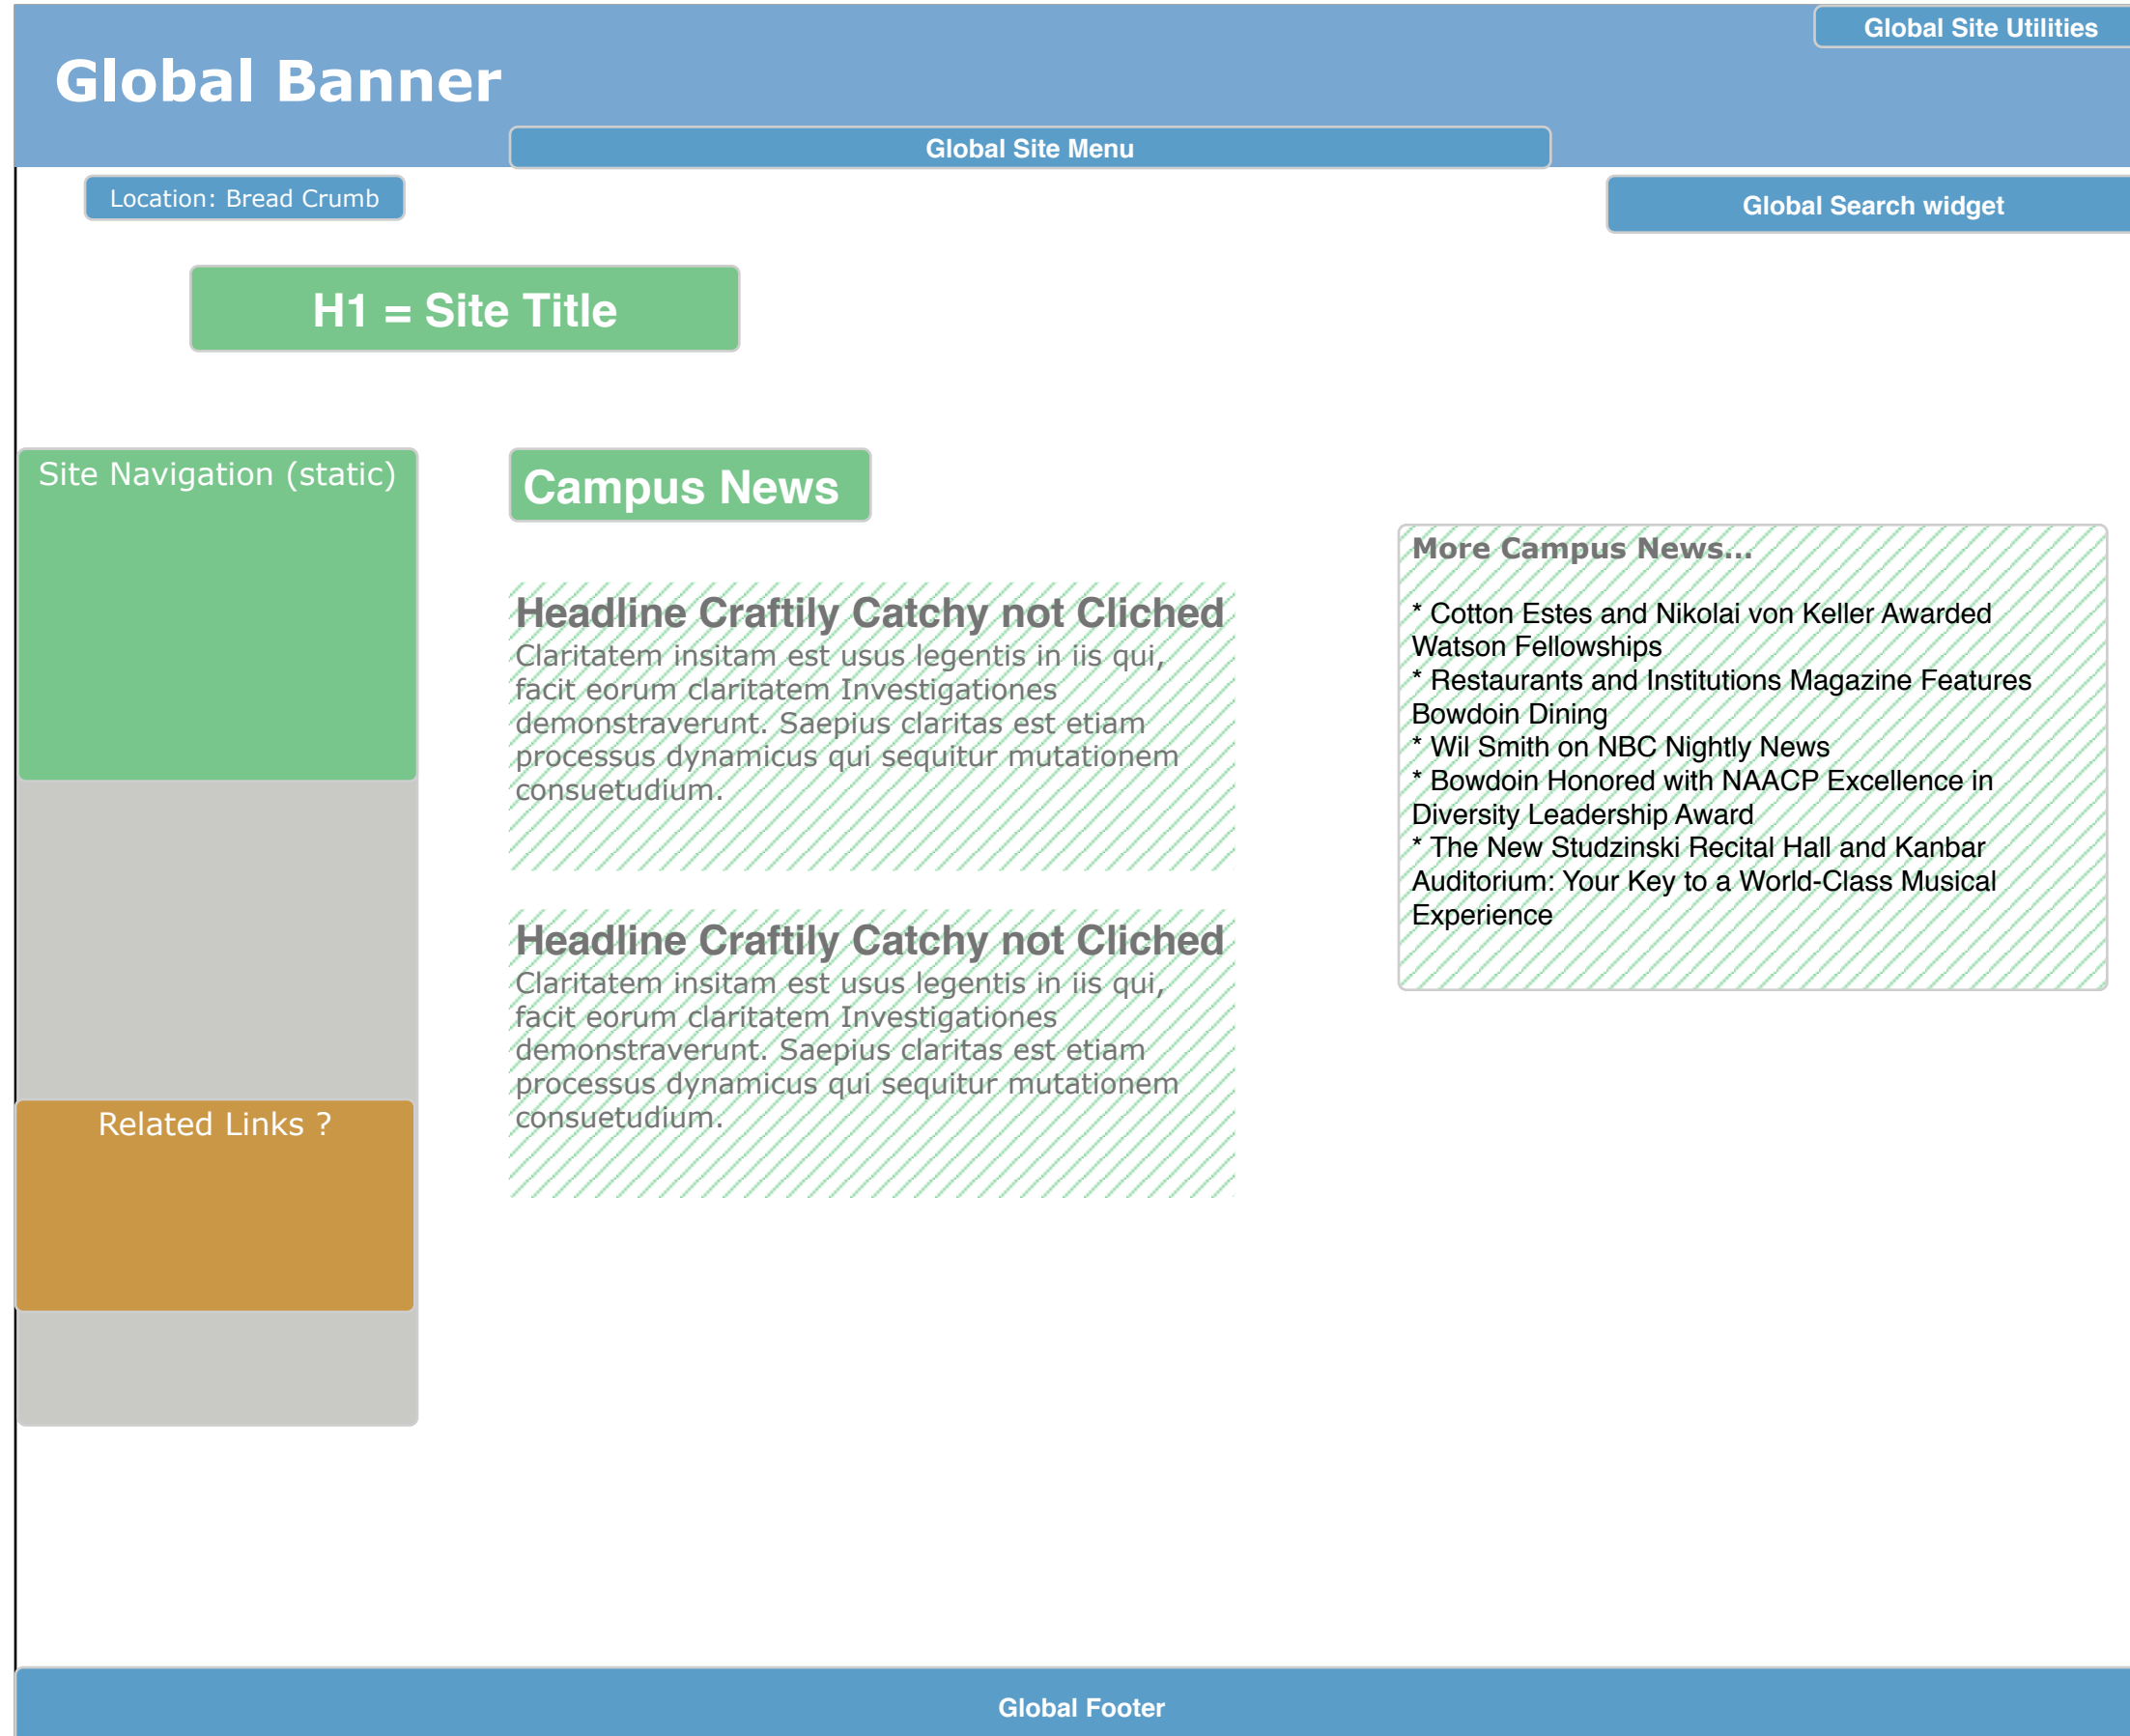 Global Site Utilities
Global Banner
Global Site Menu
Location: Bread Crumb
Global Search widget
H1 = Site Title
Site Navigation (static)
Related Links ?
Campus News
Headline Craftily Catchy not Cliched
Claritatem insitam est usus legentis in iis qui,
facit eorum claritatem Investigationes
demonstraverunt. Saepius claritas est etiam
processus dynamicus qui sequitur mutationem
consuetudium.
Headline Craftily Catchy not Cliched
Claritatem insitam est usus legentis in iis qui,
facit eorum claritatem Investigationes
demonstraverunt. Saepius claritas est etiam
processus dynamicus qui sequitur mutationem
consuetudium.
More Campus News...
* Cotton Estes and Nikolai von Keller Awarded
Watson Fellowships
* Restaurants and Institutions Magazine Features
Bowdoin Dining
* Wil Smith on NBC Nightly News
* Bowdoin Honored with NAACP Excellence in
Diversity Leadership Award
* The New Studzinski Recital Hall and Kanbar
Auditorium: Your Key to a World-Class Musical
Experience
Global Footer